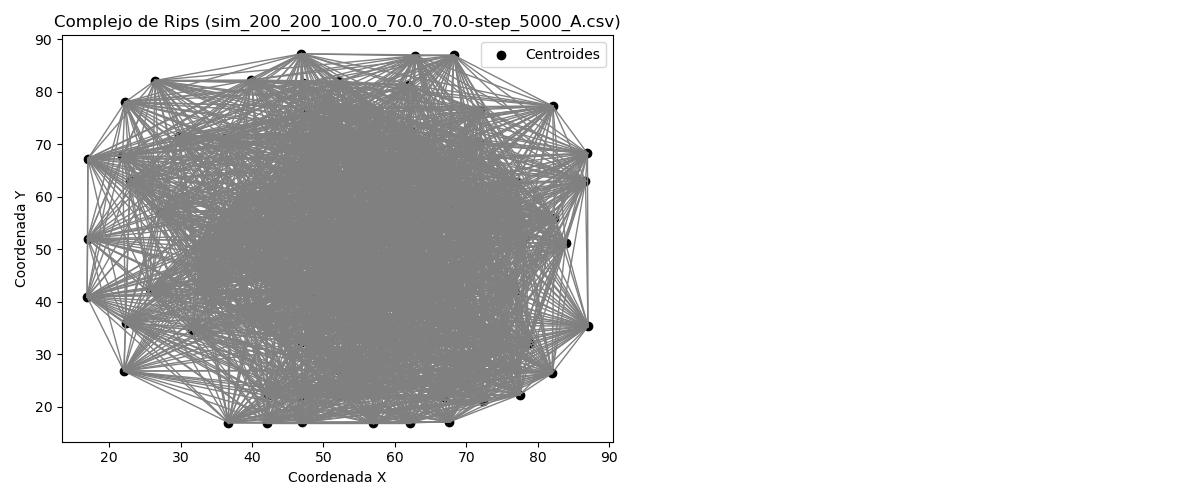 Complejo de Rips (sim_200_200_100.0_70.0_70.0-step_5000_A.csv)
Centroides
Coordenada Y
90
80
70
60
50
40
30
20
20 30 40 50 60 70 80 90
Coordenada X